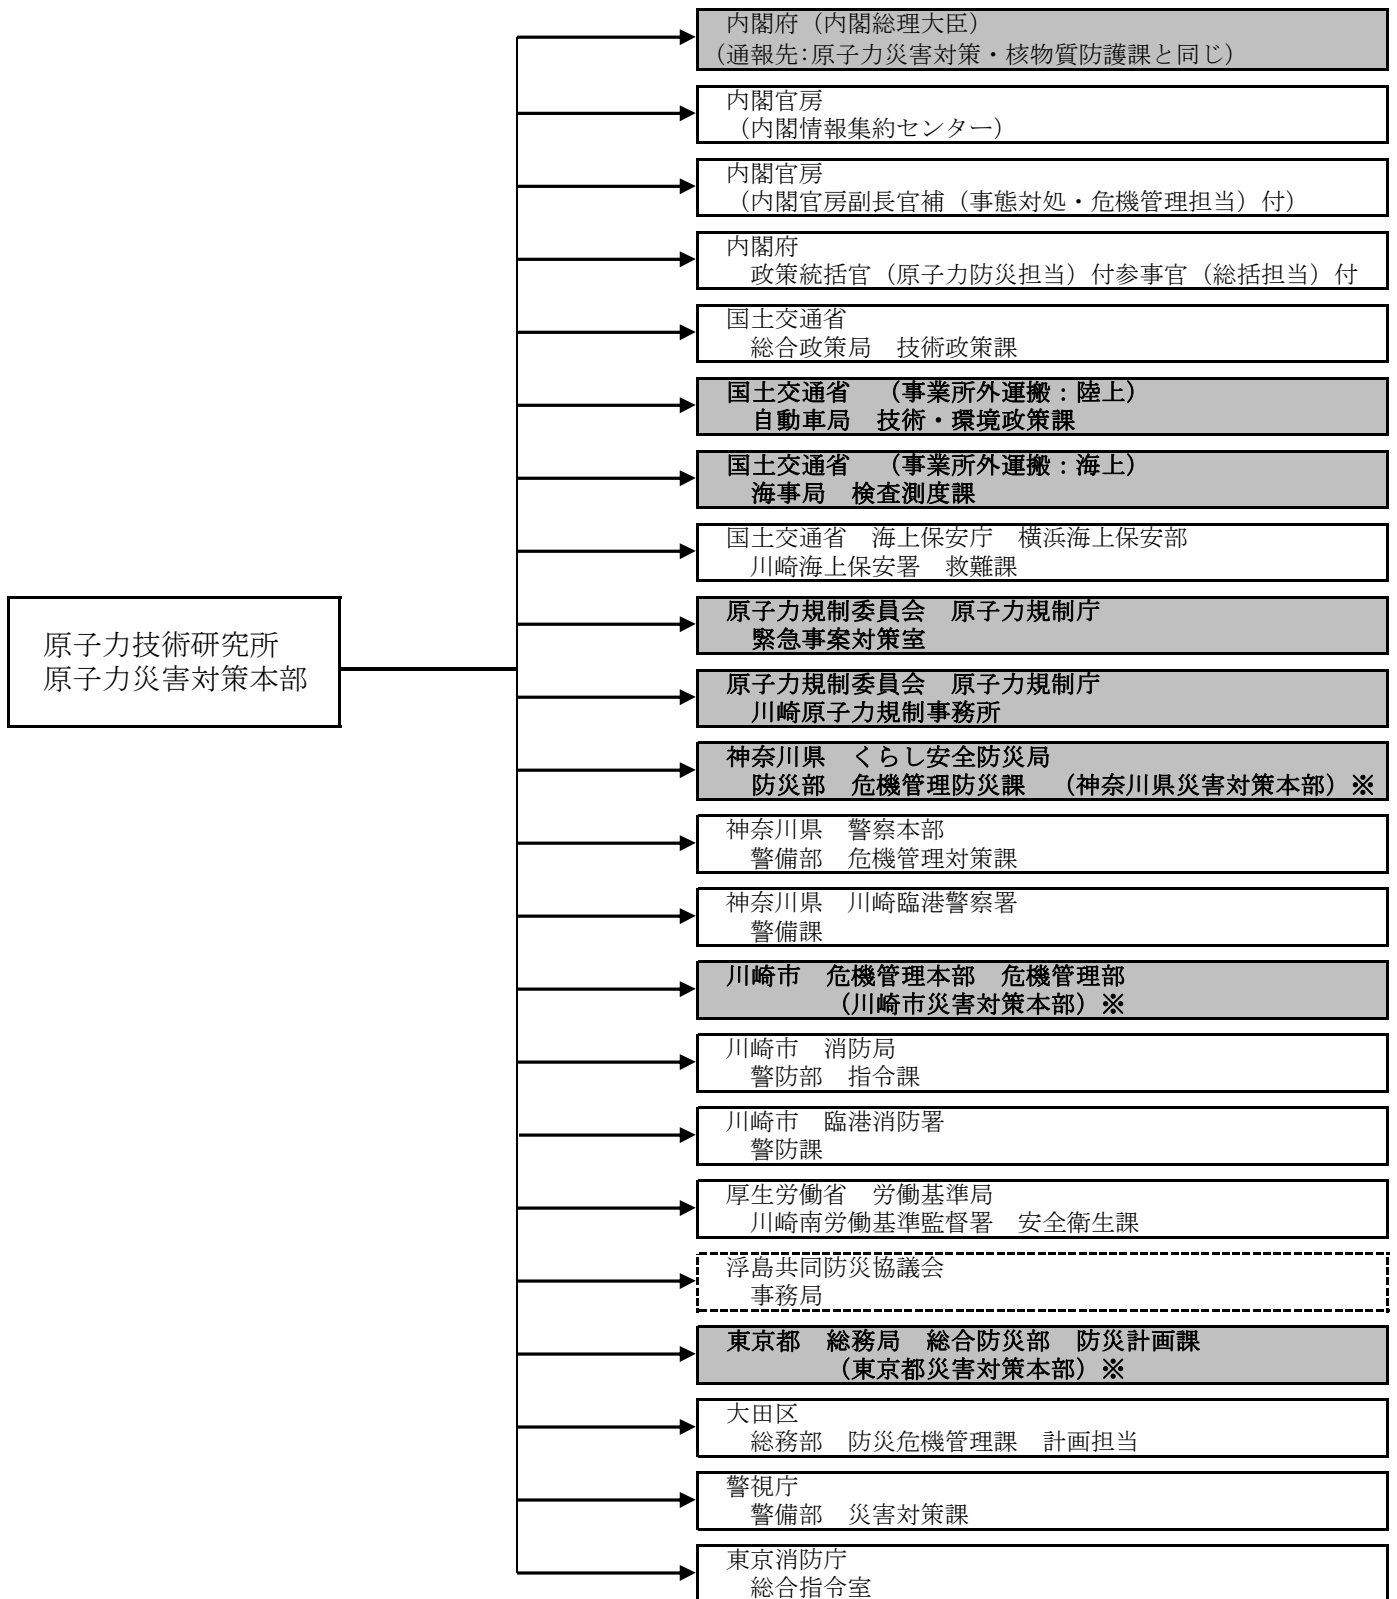 内閣府（内閣総理大臣）
（通報先：原子力災害対策・核物質防護課と同じ）
内閣官房
（内閣情報集約センター）
内閣官房
（内閣官房副長官補（事態対処・危機管理担当）付）
内閣府
政策統括官（原子力防災担当）付参事官（総括担当）付
国土交通省
総合政策局　技術政策課
国土交通省　（事業所外運搬：陸上）
自動車局　技術・環境政策課
国土交通省　（事業所外運搬：海上）
海事局　検査測度課
国土交通省　海上保安庁　横浜海上保安部
川崎海上保安署　救難課
原子力技術研究所
原子力災害対策本部
原子力規制委員会　原子力規制庁
緊急事案対策室
原子力規制委員会　原子力規制庁
川崎原子力規制事務所
神奈川県　くらし安全防災局
防災部　危機管理防災課　（神奈川県災害対策本部）※
神奈川県　警察本部
警備部　危機管理対策課
神奈川県　川崎臨港警察署
警備課
川崎市　危機管理本部　危機管理部
（川崎市災害対策本部）※
川崎市　消防局
警防部　指令課
川崎市　臨港消防署
警防課
厚生労働省　労働基準局
川崎南労働基準監督署　安全衛生課
浮島共同防災協議会
事務局
東京都　総務局　総合防災部　防災計画課
（東京都災害対策本部）※
大田区
総務部　防災危機管理課　計画担当
警視庁
警備部　災害対策課
東京消防庁
総合指令室